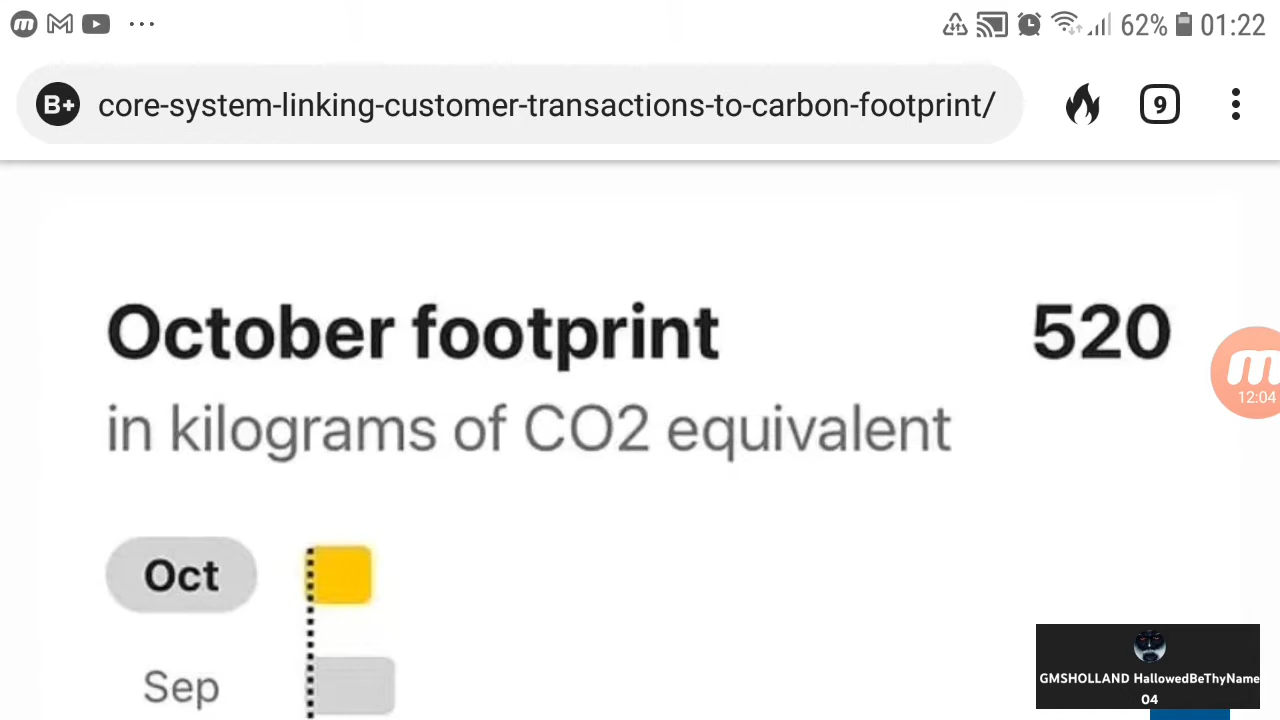 62% 01:22
B+ core-system-linking-customer-transactions-to-carbon-footprint/ 9
October footprint 520
in kilograms of CO2 equivalent
12:04
Oct
Sep
GMSHOLLAND HallowedBeThyName
04